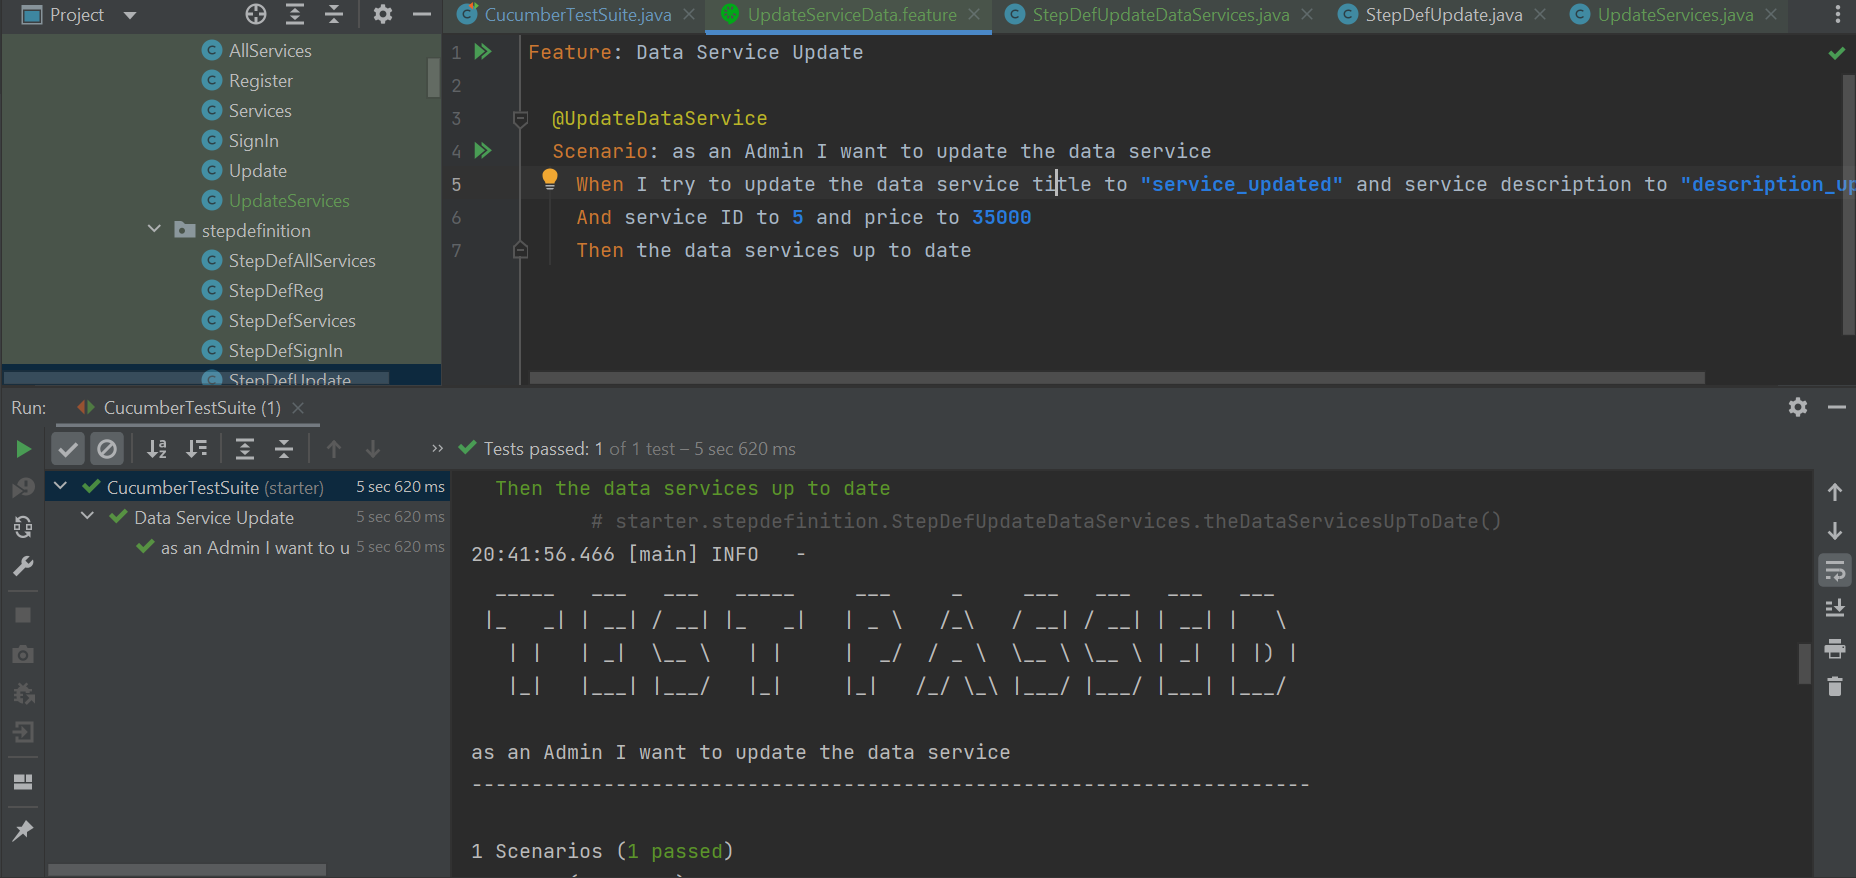 Project
CucumberTestSuite.java
UpdateServiceData.feature
StepDefUpdateDataServices.java
StepDefUpdate.java
UpdateServices.java
AllServices
Register
Services
SignIn
Update
UpdateServices
stepdefinition
StepDefAllServices
StepDefReg
StepDefServices
StepDefSignIn
StepDefUpdate
1 Feature: Data Service Update
2
3 @UpdateDataService
4 Scenario: as an Admin I want to update the data service
5 When I try to update the data service title to "service_updated" and service description to "description_up
6 And service ID to 5 and price to 35000
7 Then the data services up to date
Run: CucumberTestSuite (1)
Tests passed: 1 of 1 test – 5 sec 620 ms
CucumberTestSuite (starter) 5 sec 620 ms
Data Service Update 5 sec 620 ms
as an Admin I want to u 5 sec 620 ms
Then the data services up to date
# starter.stepdefinition.StepDefUpdateDataServices.theDataServicesUpToDate()
20:41:56.466 [main] INFO -
TEST PASSED
as an Admin I want to update the data service
----------------------------------------------------------------------
1 Scenarios (1 passed)